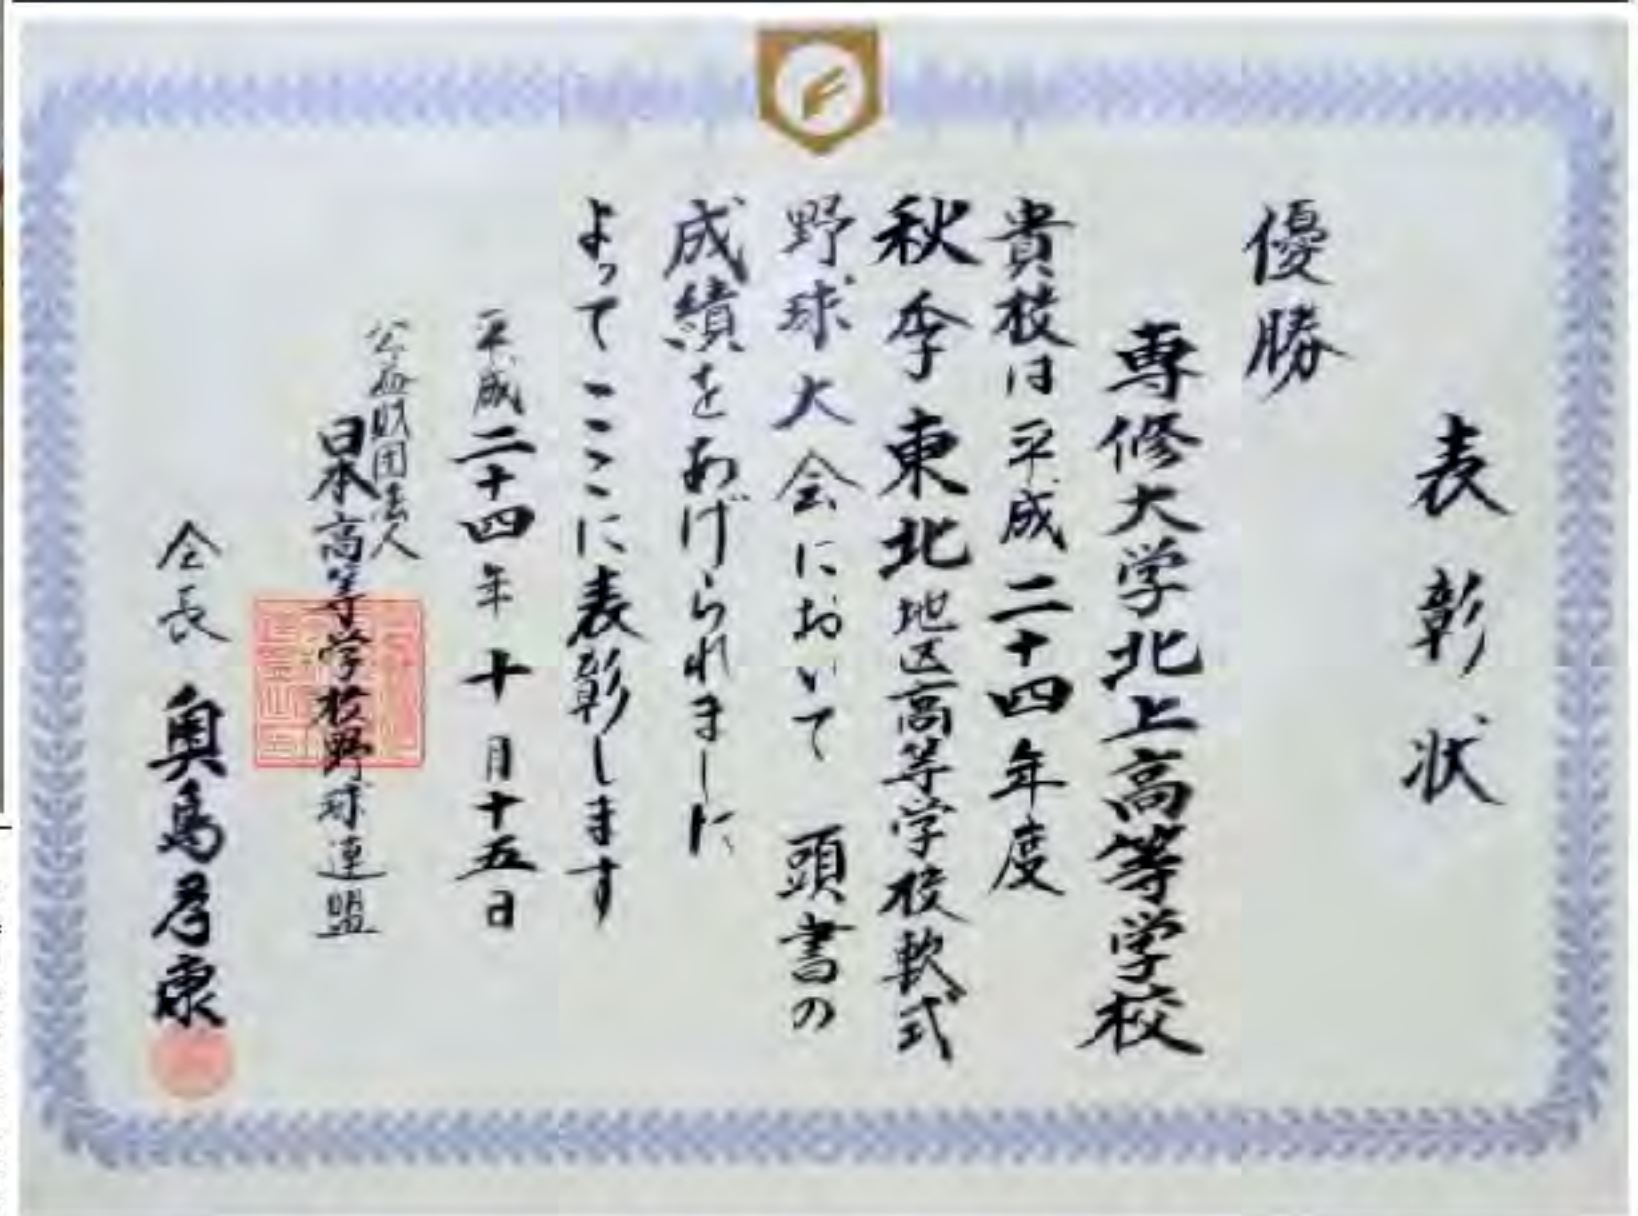 表彰状
優勝
専修大学北上高等学校
貴校は平成二十四年度
秋季東北地区高等学校軟式
野球大会において 頭書の
成績をあげられました
よってここに表彰します
平成二十四年十月十五日
公益財団法人
日本高等学校野球連盟
会長 奥島孝康